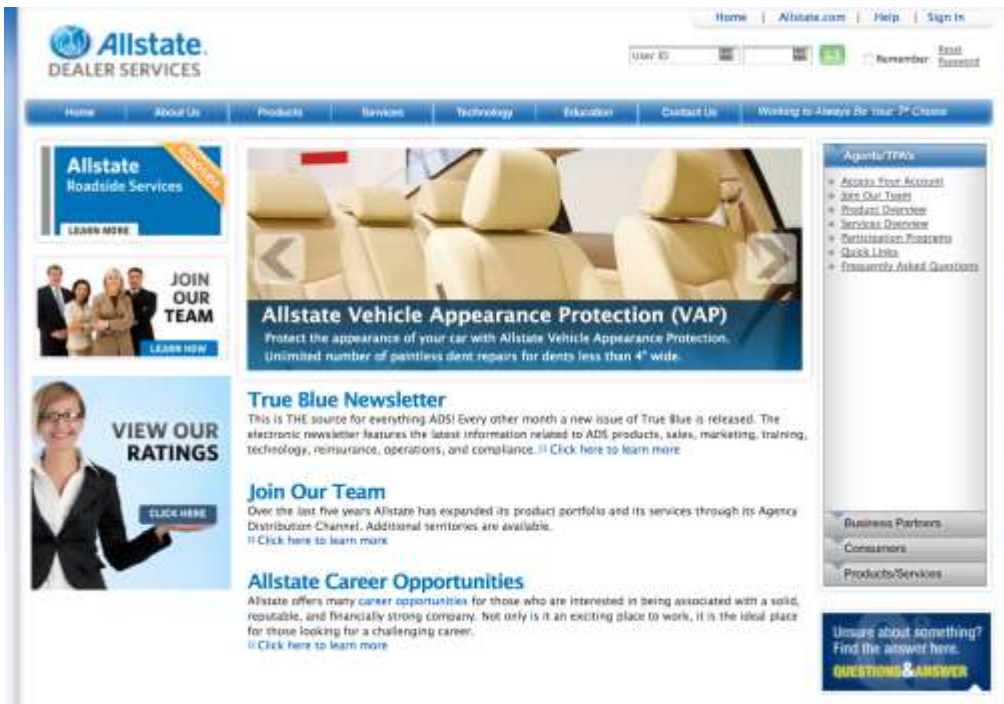 Home | Allstate.com | Help | Sign In
Allstate.
DEALER SERVICES
User ID
Remember
Reset Password
Home About Us Products Services Technology Education Contact Us Working to Always Be Your 1st Choice
Allstate
Roadside Services
LEARN MORE
JOIN
OUR
TEAM
LEARN HOW
VIEW OUR
RATINGS
CLICK HERE
Allstate Vehicle Appearance Protection (VAP)
Protect the appearance of your car with Allstate Vehicle Appearance Protection.
Unlimited number of paintless dent repairs for dents less than 4" wide.
True Blue Newsletter
This is THE source for everything ADS! Every other month a new issue of True Blue is released. The
electronic newsletter features the latest information related to ADS products, sales, marketing, training,
technology, reinsurance, operations, and compliance. Click here to learn more
Join Our Team
Over the last five years Allstate has expanded its product portfolio and its services through its Agency
Distribution Channel. Additional territories are available.
Click here to learn more
Allstate Career Opportunities
Allstate offers many career opportunities for those who are interested in being associated with a solid,
reputable, and financially strong company. Not only is it an exciting place to work, it is the ideal place
for those looking for a challenging career.
Click here to learn more
Agents/TPA's
Access Your Account
Join Our Team
Product Overview
Services Overview
Participation Programs
Quick Links
Frequently Asked Questions
Business Partners
Consumers
Products/Services
Unsure about something?
Find the answer here.
QUESTIONS&ANSWER